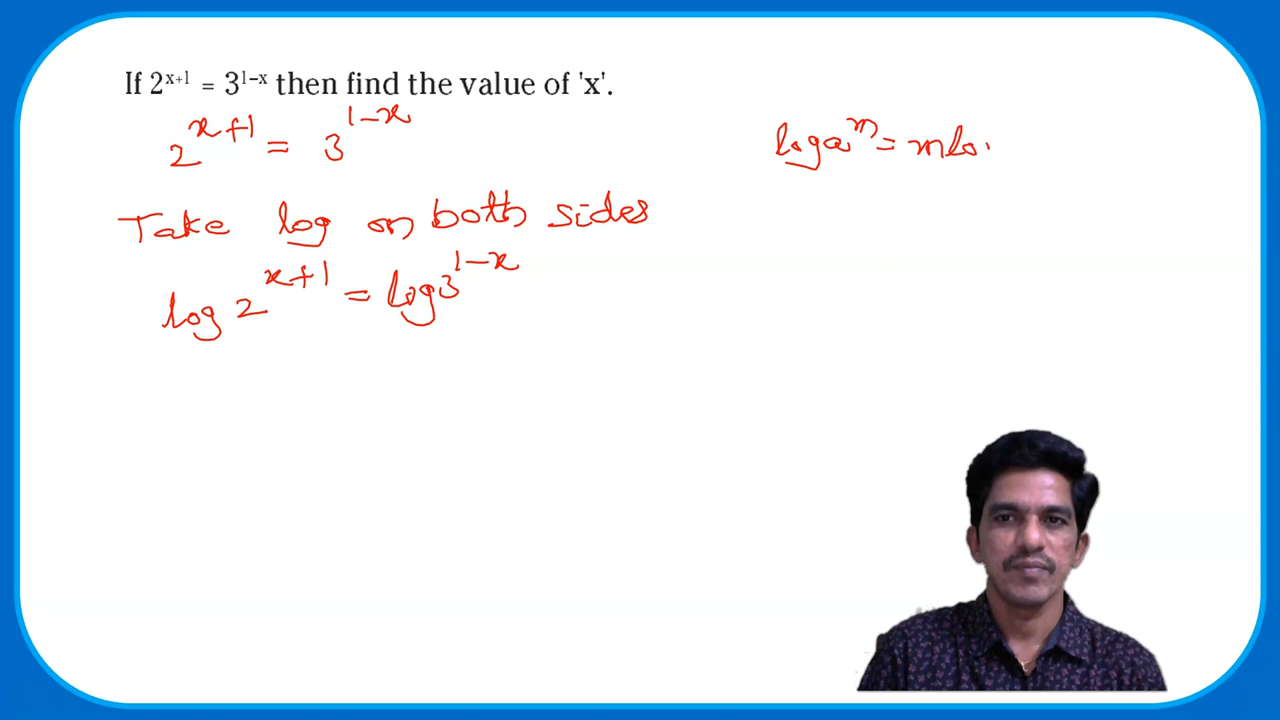 If 2^{x+1} = 3^{1-x} then find the value of 'x'.
2^{x+1} = 3^{1-x}
log a^m = m lo
Take log on both sides
log 2^{x+1} = log 3^{1-x}